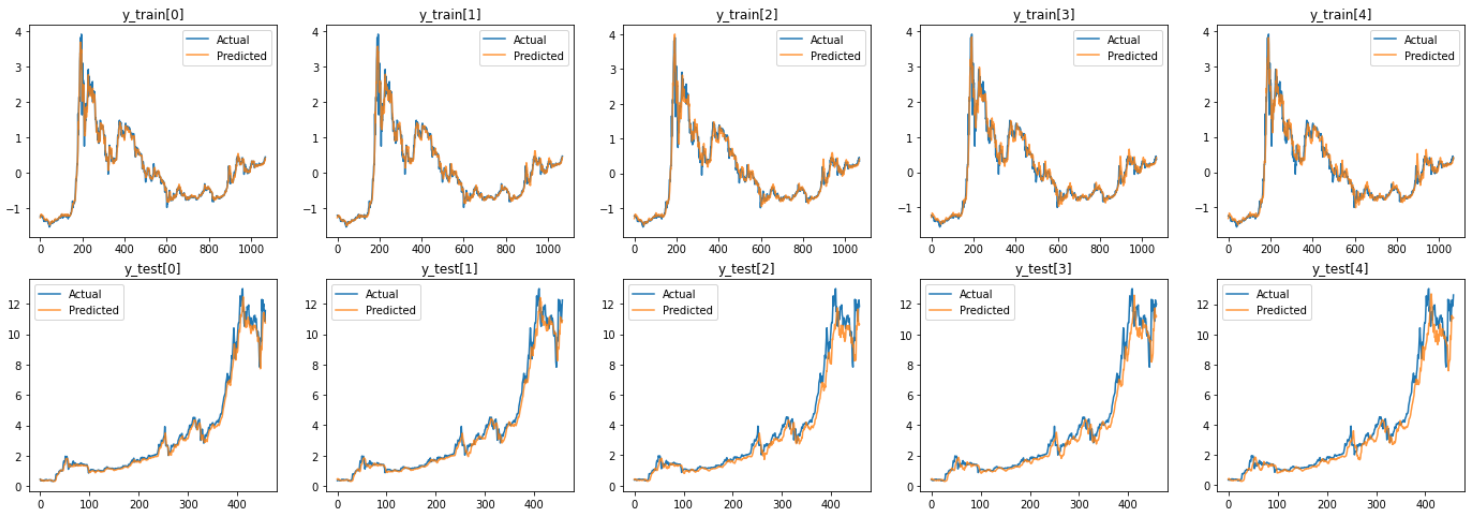 y_train[0] y_train[1] y_train[2] y_train[3] y_train[4]
4 4 4 4 4
Actual Actual Actual Actual Actual
Predicted Predicted Predicted Predicted Predicted
3 3 3 3 3
2 2 2 2 2
1 1 1 1 1
0 0 0 0 0
−1 −1 −1 −1 −1
0 200 400 600 800 1000 0 200 400 600 800 1000 0 200 400 600 800 1000 0 200 400 600 800 1000 0 200 400 600 800 1000
y_test[0] y_test[1] y_test[2] y_test[3] y_test[4]
Actual Actual Actual Actual Actual
12 12 12 12 12
Predicted Predicted Predicted Predicted Predicted
10 10 10 10 10
8 8 8 8 8
6 6 6 6 6
4 4 4 4 4
2 2 2 2 2
0 0 0 0 0
0 100 200 300 400 0 100 200 300 400 0 100 200 300 400 0 100 200 300 400 0 100 200 300 400